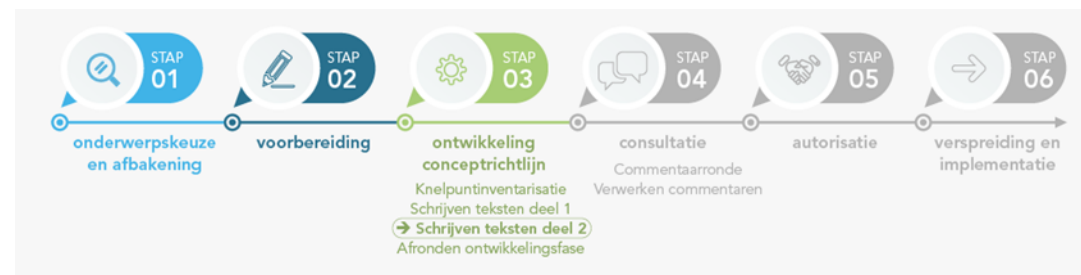 STAP
01
STAP
02
STAP
03
STAP
04
STAP
05
STAP
06
onderwerpskeuze
en afbakening
voorbereiding
ontwikkeling
conceptrichtlijn
Knelpuntinventarisatie
Schrijven teksten deel 1
→ Schrijven teksten deel 2
Afronden ontwikkelingsfase
consultatie
Commentaarronde
Verwerken commentaren
autorisatie
verspreiding en
implementatie